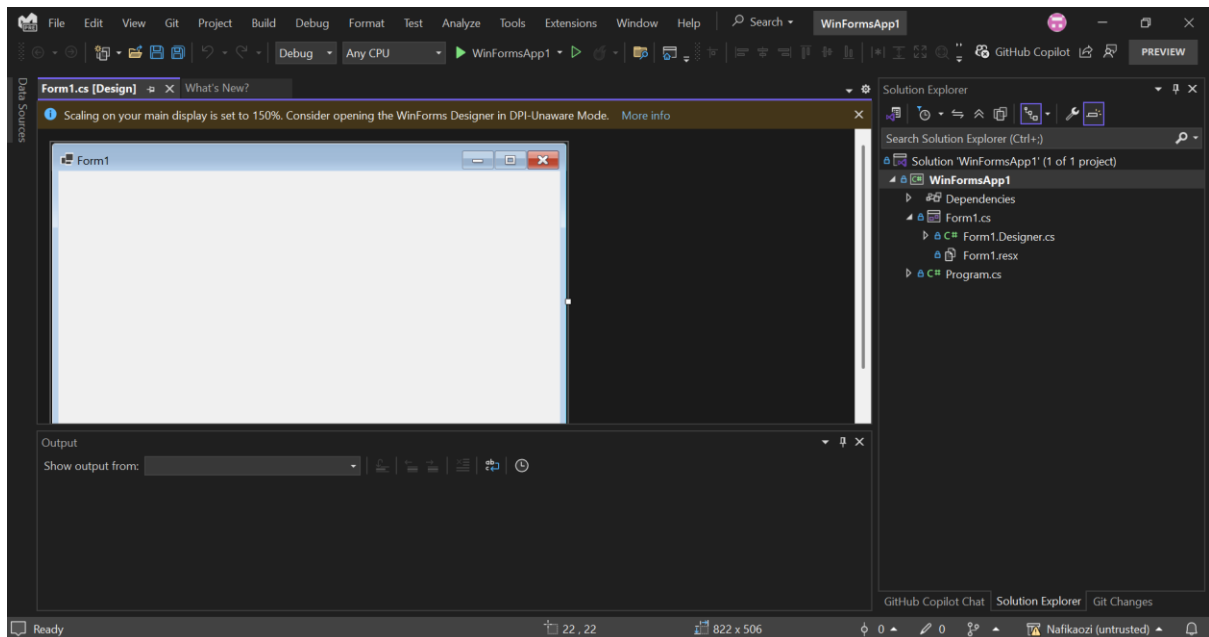 File Edit View Git Project Build Debug Format Test Analyze Tools Extensions Window Help Search WinFormsApp1
Debug Any CPU WinFormsApp1 GitHub Copilot PREVIEW
Data Sources
Form1.cs [Design] What's New?
Scaling on your main display is set to 150%. Consider opening the WinForms Designer in DPI-Unaware Mode. More info
Form1
Output
Show output from:
Solution Explorer
Search Solution Explorer (Ctrl+;)
Solution 'WinFormsApp1' (1 of 1 project)
C# WinFormsApp1
Dependencies
Form1.cs
C# Form1.Designer.cs
Form1.resx
C# Program.cs
GitHub Copilot Chat Solution Explorer Git Changes
Ready 22 , 22 822 x 506 0 0 Nafikaozi (untrusted)